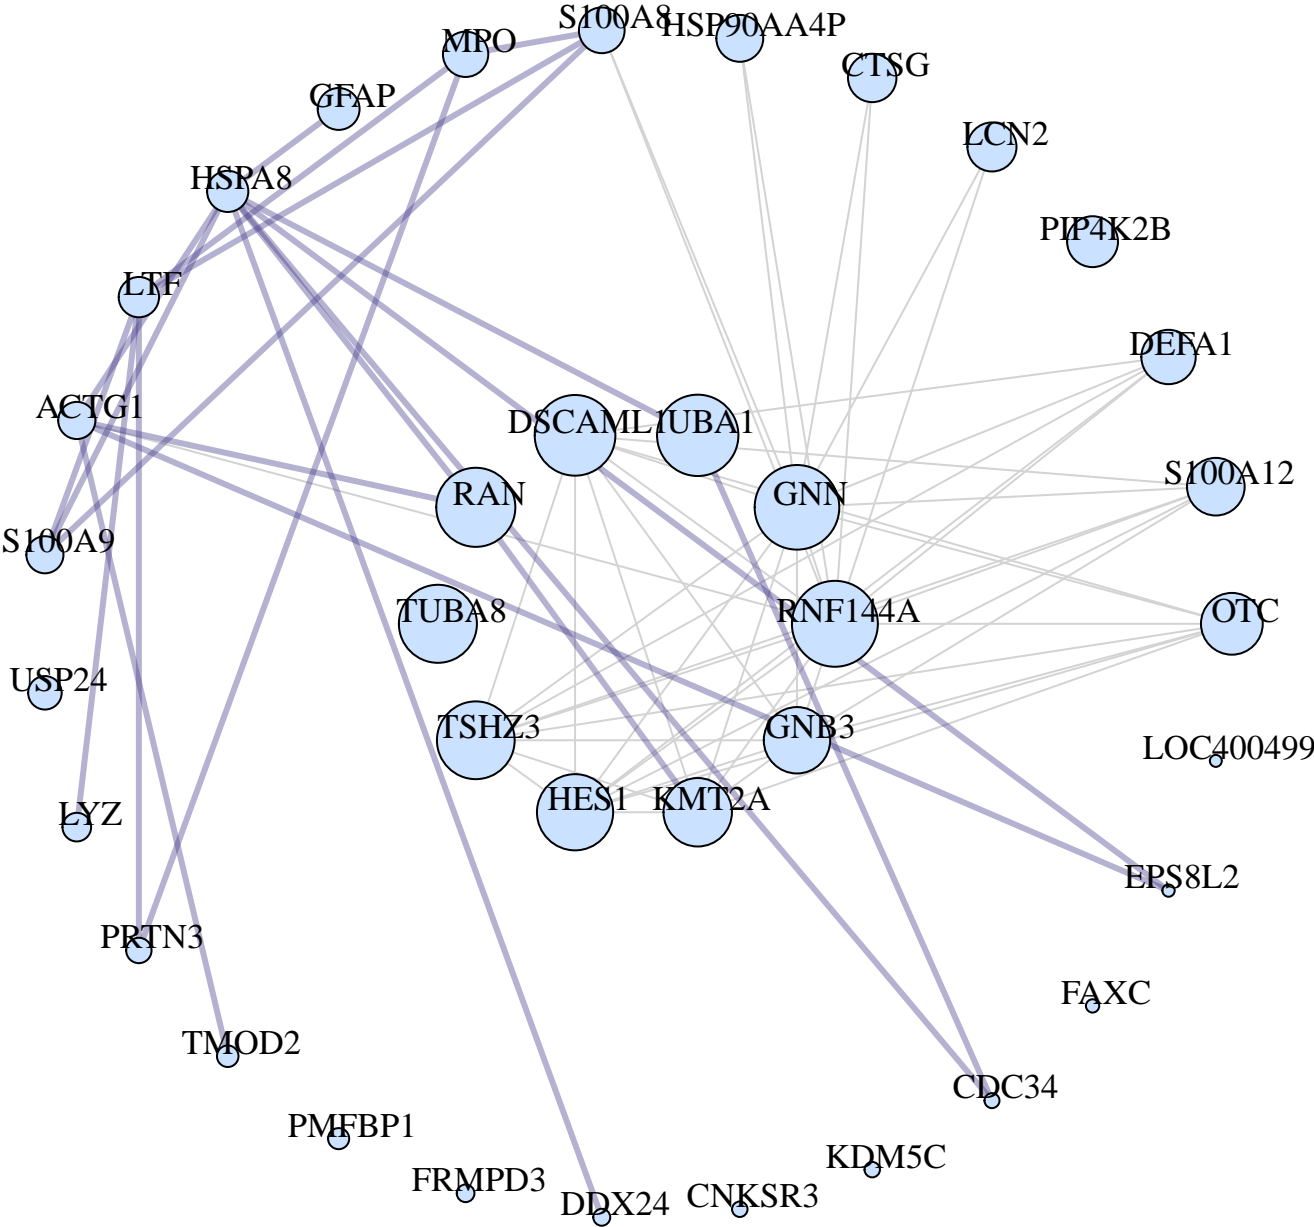 S100A8
HSP90AA4P
MPO
CTSG
GFAP
LCN2
HSPA8
PIP4K2B
LTF
DEFA1
ACTG1
DSCAML1
UBA1
S100A12
RAN
GNN
S100A9
TUBA8
RNF144A
OTC
USP24
TSHZ3
GNB3
LOC400499
HES1
KMT2A
LYZ
EPS8L2
PRTN3
FAXC
TMOD2
CDC34
PMFBP1
KDM5C
FRMPD3
CNKSR3
DDX24